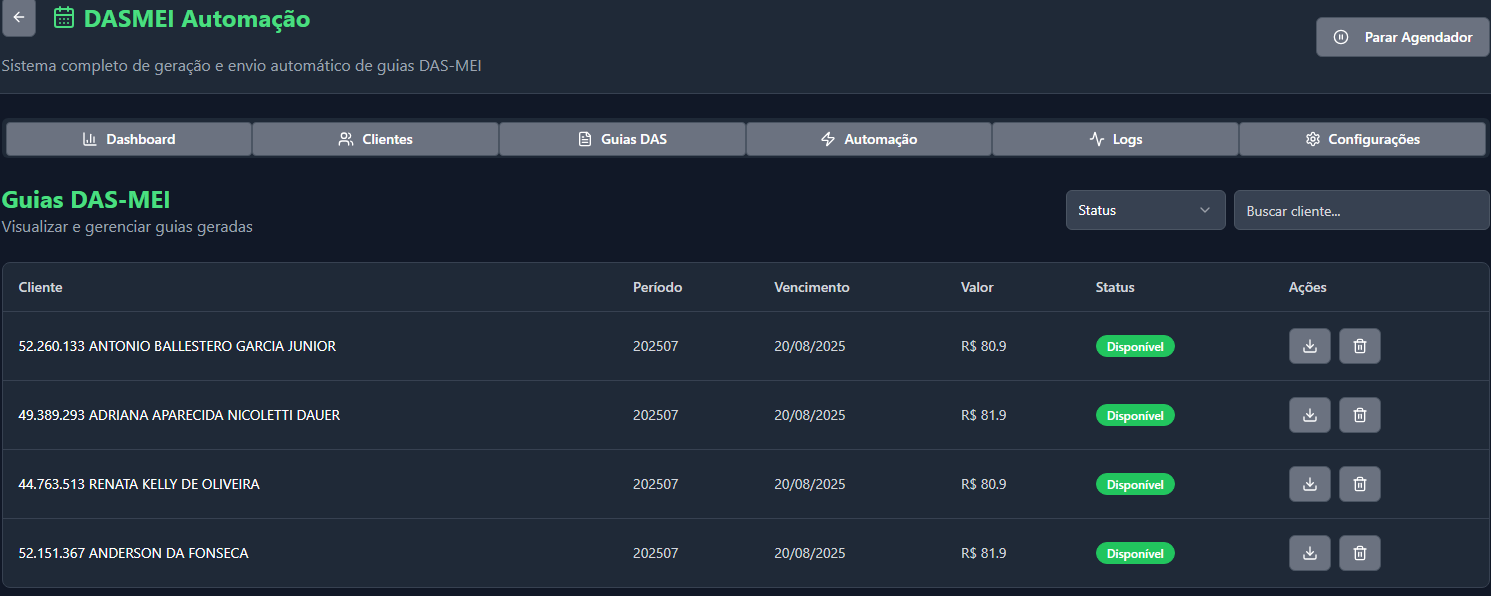 DASMEI Automação
Parar Agendador
Sistema completo de geração e envio automático de guias DAS-MEI
Dashboard Clientes Guias DAS Automação Logs Configurações
Guias DAS-MEI
Status Buscar cliente...
Visualizar e gerenciar guias geradas
Cliente Período Vencimento Valor Status Ações
52.260.133 ANTONIO BALLESTERO GARCIA JUNIOR 202507 20/08/2025 R$ 80.9 Disponível
49.389.293 ADRIANA APARECIDA NICOLETTI DAUER 202507 20/08/2025 R$ 81.9 Disponível
44.763.513 RENATA KELLY DE OLIVEIRA 202507 20/08/2025 R$ 80.9 Disponível
52.151.367 ANDERSON DA FONSECA 202507 20/08/2025 R$ 81.9 Disponível